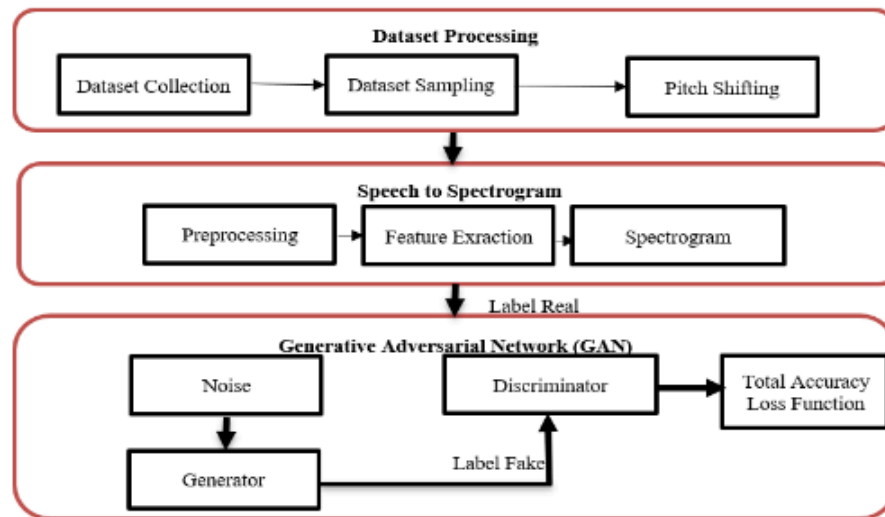 Dataset Processing
Dataset Collection
Dataset Sampling
Pitch Shifting
Speech to Spectrogram
Preprocessing
Feature Exraction
Spectrogram
Label Real
Generative Adversarial Network (GAN)
Noise
Discriminator
Total Accuracy
Loss Function
Label Fake
Generator